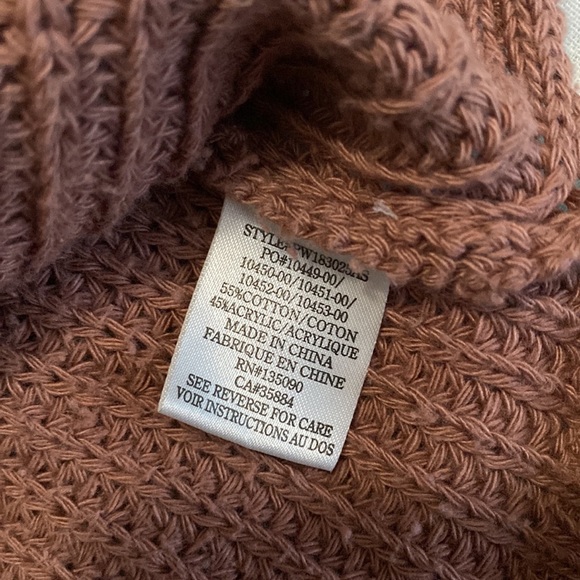 STYLE: PW183025AS
PO#10449-00/
10450-00/10451-00/
10452-00/10453-00
55%COTTON/COTON
45%ACRYLIC/ACRYLIQUE
MADE IN CHINA
FABRIQUE EN CHINE
RN#135090
CA#35884
SEE REVERSE FOR CARE
VOIR INSTRUCTIONS AU DOS